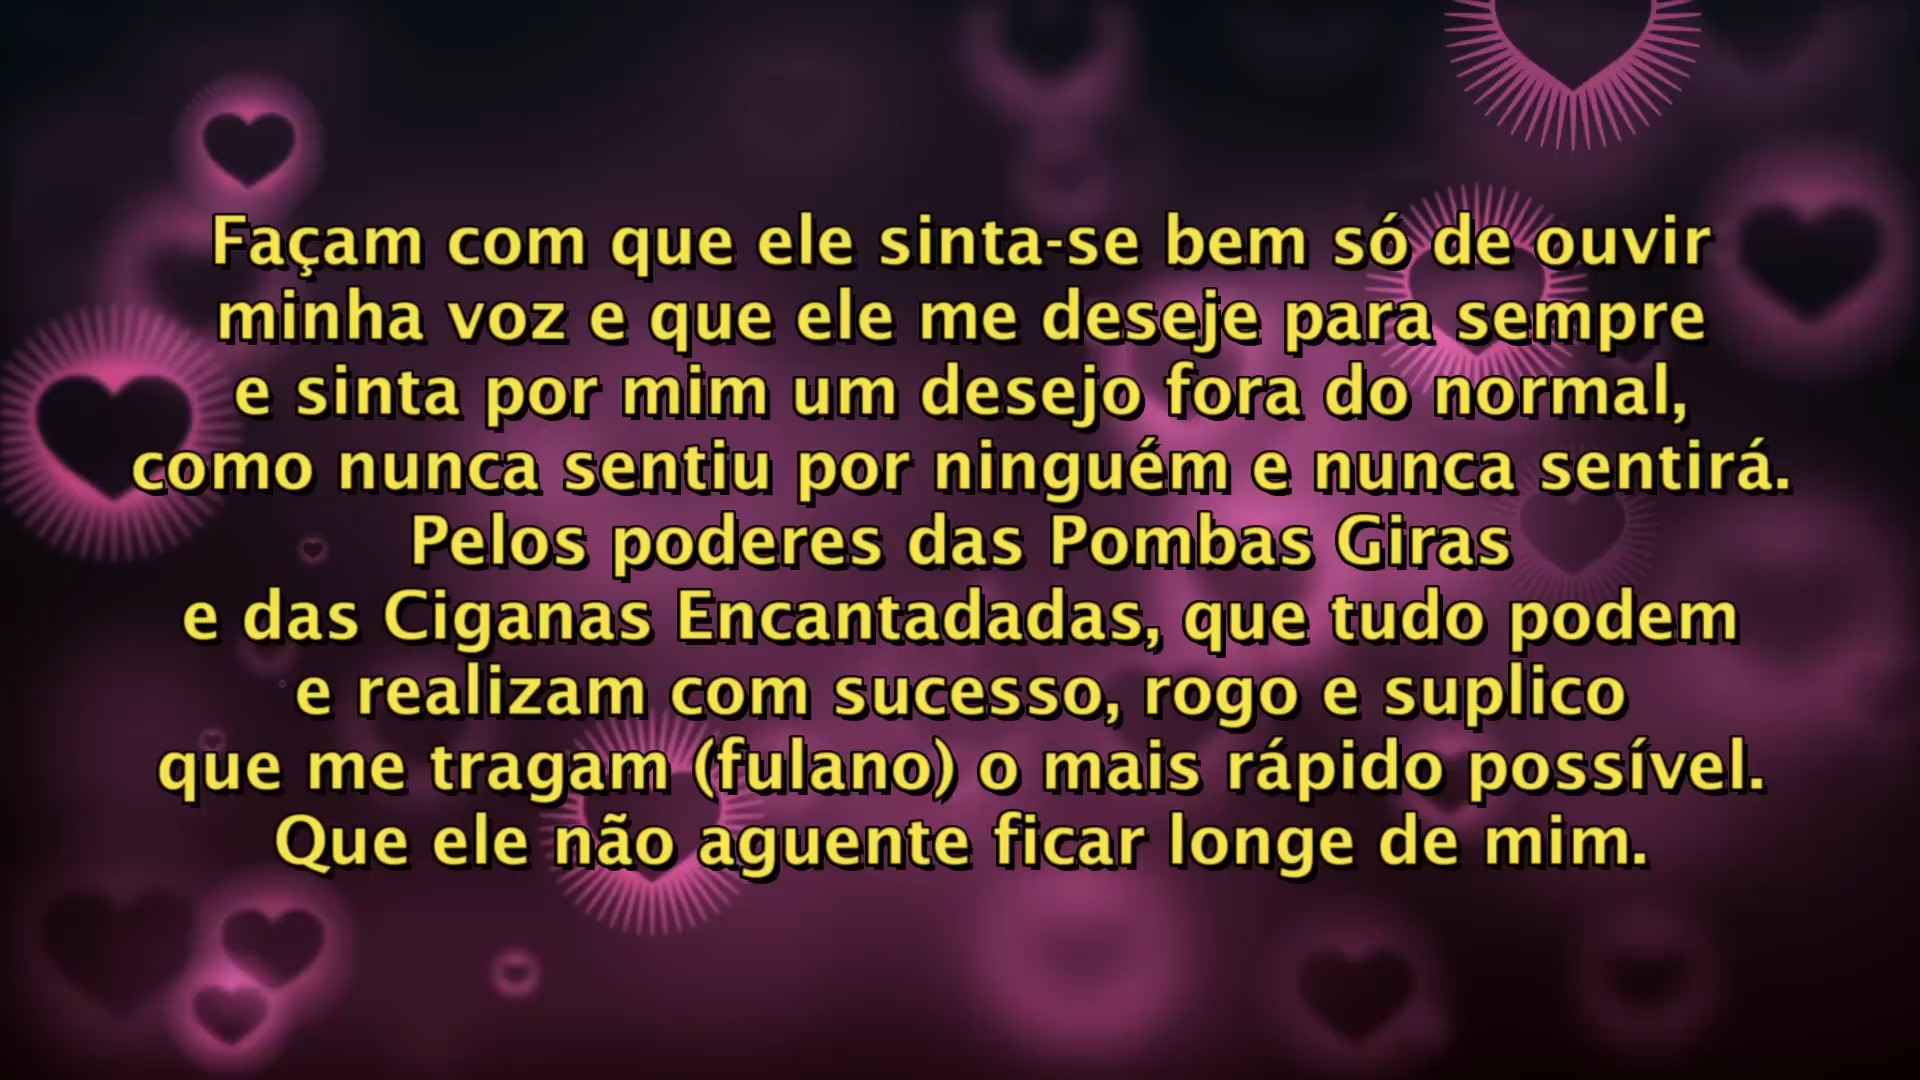 Façam com que ele sinta-se bem só de ouvir
minha voz e que ele me deseje para sempre
e sinta por mim um desejo fora do normal,
como nunca sentiu por ninguém e nunca sentirá.
Pelos poderes das Pombas Giras
e das Ciganas Encantadadas, que tudo podem
e realizam com sucesso, rogo e suplico
que me tragam (fulano) o mais rápido possível.
Que ele não aguente ficar longe de mim.